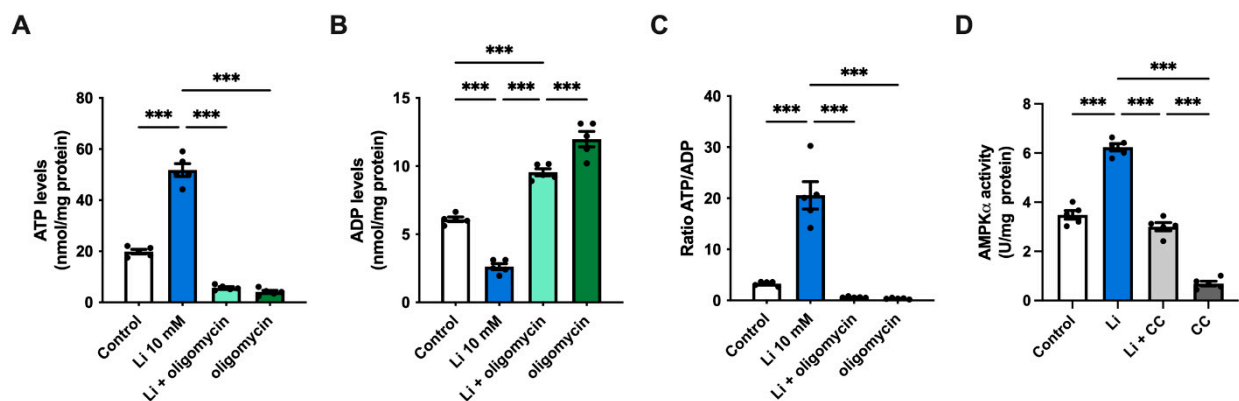 A
ATP levels
(nmol/mg protein)
80
60
40
20
0
***
*** ***
Control
Li 10 mM
Li + oligomycin
oligomycin
B
ADP levels
(nmol/mg protein)
15
10
5
0
***
*** *** ***
Control
Li 10 mM
Li + oligomycin
oligomycin
C
Ratio ATP/ADP
40
30
20
10
0
***
*** ***
Control
Li 10 mM
Li + oligomycin
oligomycin
D
AMPKα activity
(U/mg protein)
8
6
4
2
0
***
*** *** ***
Control
Li
Li + CC
CC